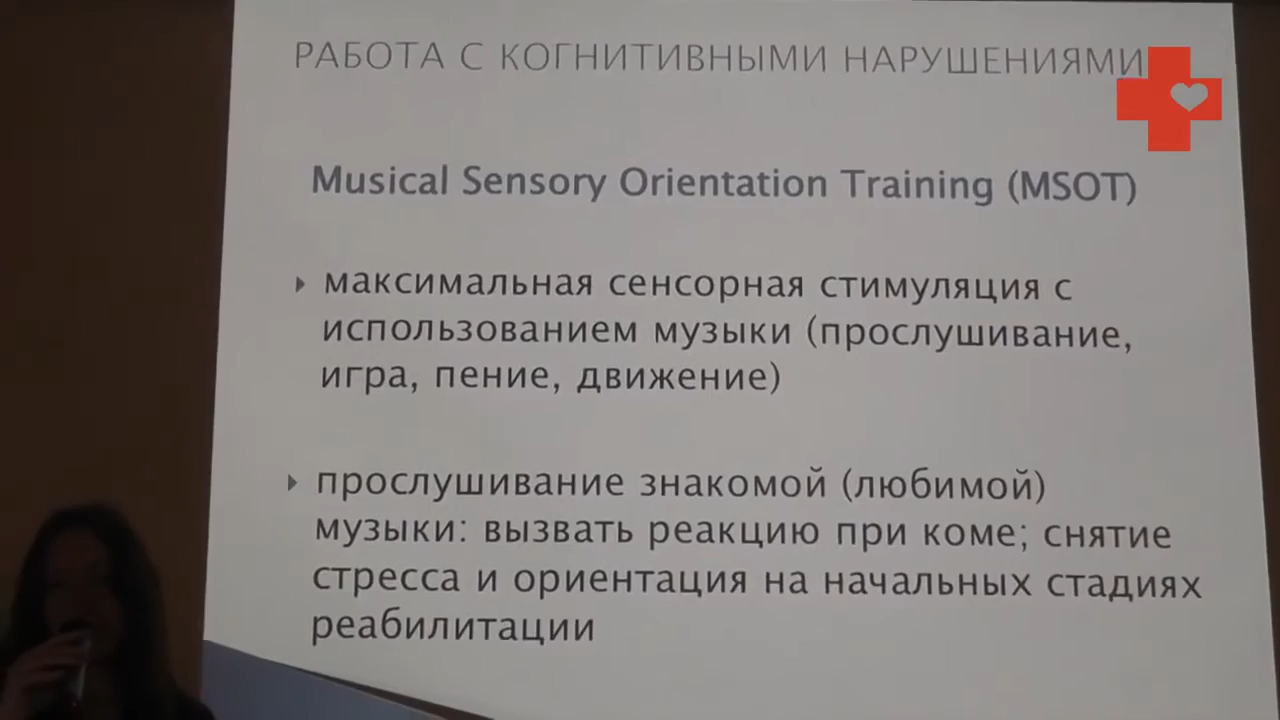 РАБОТА С КОГНИТИВНЫМИ НАРУШЕНИЯМИ
Musical Sensory Orientation Training (MSOT)
максимальная сенсорная стимуляция с
использованием музыки (прослушивание,
игра, пение, движение)
прослушивание знакомой (любимой)
музыки: вызвать реакцию при коме; снятие
стресса и ориентация на начальных стадиях
реабилитации